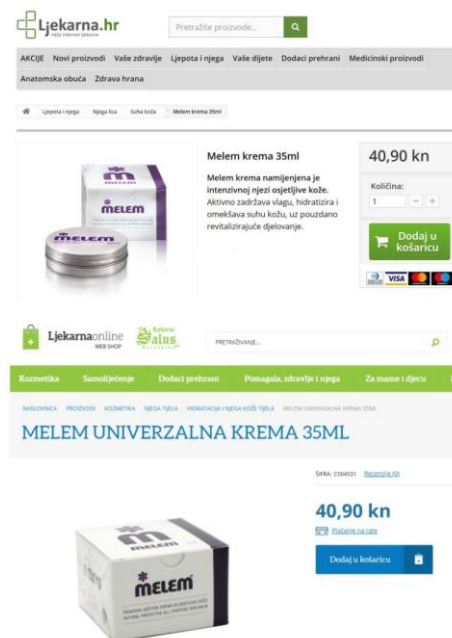 Ljekarna.hr
Vaša internet ljekarna
Pretražite proizvode..
AKCIJE Novi proizvodi Vaše zdravlje Ljepota i njega Vaše dijete Dodaci prehrani Medicinski proizvodi
Anatomska obuća Zdrava hrana
Ljepota i njega Njega lica Suha koža Melem krema 35ml
Melem krema 35ml
40,90 kn
Melem krema namijenjena je
intenzivnoj njezi osjetljive kože.
Aktivno zadržava vlagu, hidratizira i
omekšava suhu kožu, uz pouzdano
revitalizirajuće djelovanje.
Količina:
1
Dodaj u
košaricu
VISA
MELEM
MELEM
Ljekarnaonline
WEB SHOP
Ljekarna
Salus
PRETRAŽIVANJE...
Kozmetika Samoliječenje Dodaci prehrani Pomagala, zdravlje i njega Za mame i djecu
NASLOVNICA PROIZVODI KOZMETIKA NJEGA TIJELA HIDRATACIJA I NJEGA KOŽE TIJELA MELEM UNIVERZALNA KREMA 35ML
MELEM UNIVERZALNA KREMA 35ML
ŠIFRA: C004531 Recenzije (0)
40,90 kn
Plaćanje na rate
Dodaj u košaricu
MELEM
MELEM